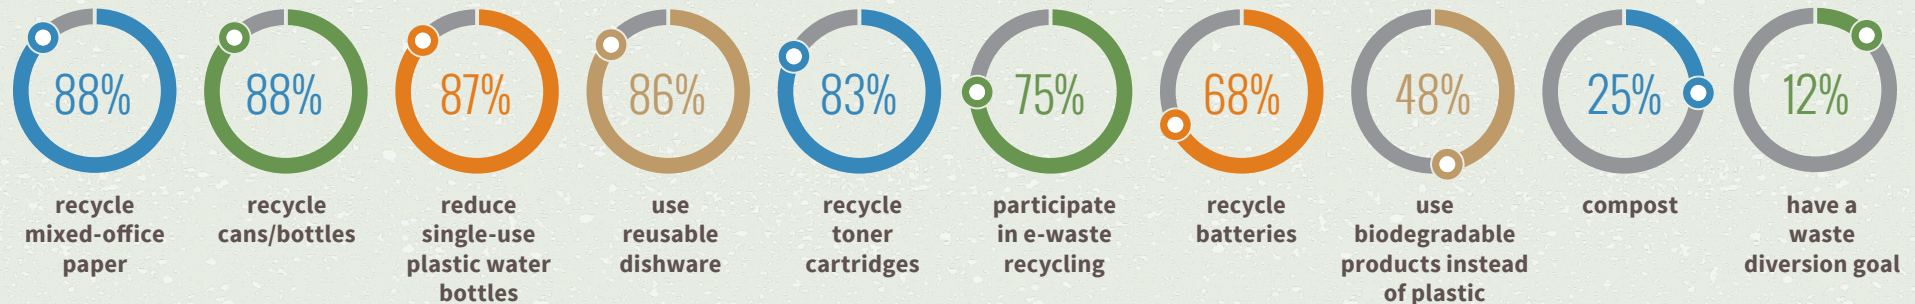 88%
recycle
mixed-office
paper
88%
recycle
cans/bottles
87%
reduce
single-use
plastic water
bottles
86%
use
reusable
dishware
83%
recycle
toner
cartridges
75%
participate
in e-waste
recycling
68%
recycle
batteries
48%
use
biodegradable
products instead
of plastic
25%
compost
12%
have a
waste
diversion goal